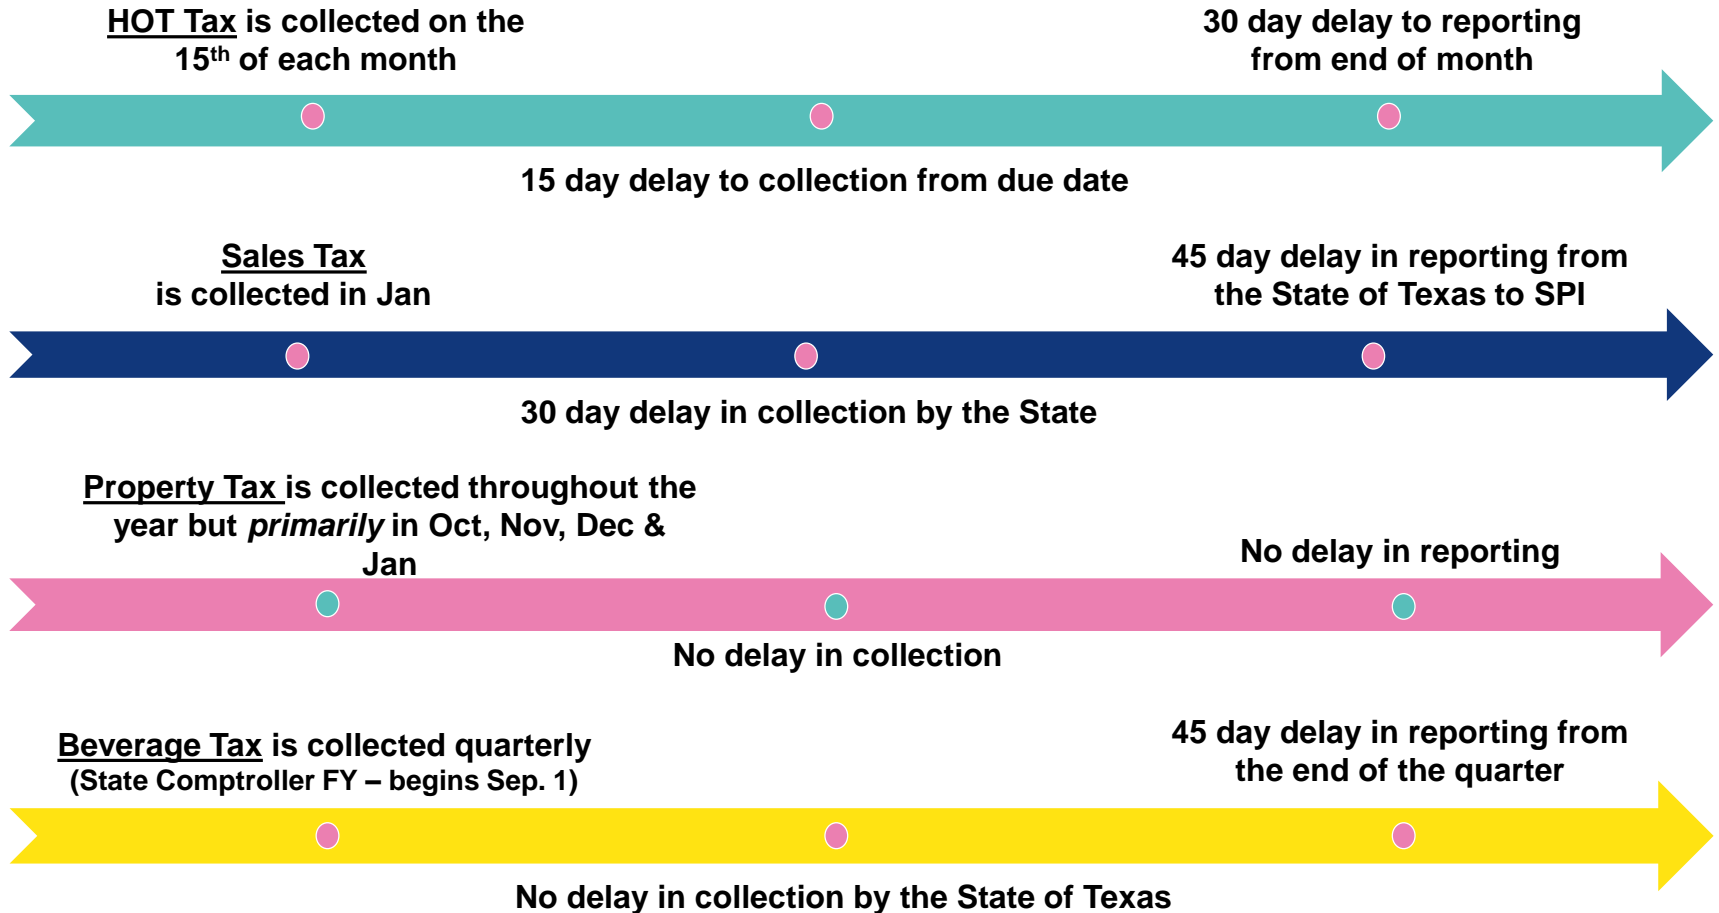 HOT Tax is collected on the
15th of each month
30 day delay to reporting
from end of month
15 day delay to collection from due date
Sales Tax
is collected in Jan
45 day delay in reporting from
the State of Texas to SPI
30 day delay in collection by the State
Property Tax is collected throughout the
year but primarily in Oct, Nov, Dec &
Jan
No delay in reporting
No delay in collection
Beverage Tax is collected quarterly
(State Comptroller FY – begins Sep. 1)
45 day delay in reporting from
the end of the quarter
No delay in collection by the State of Texas